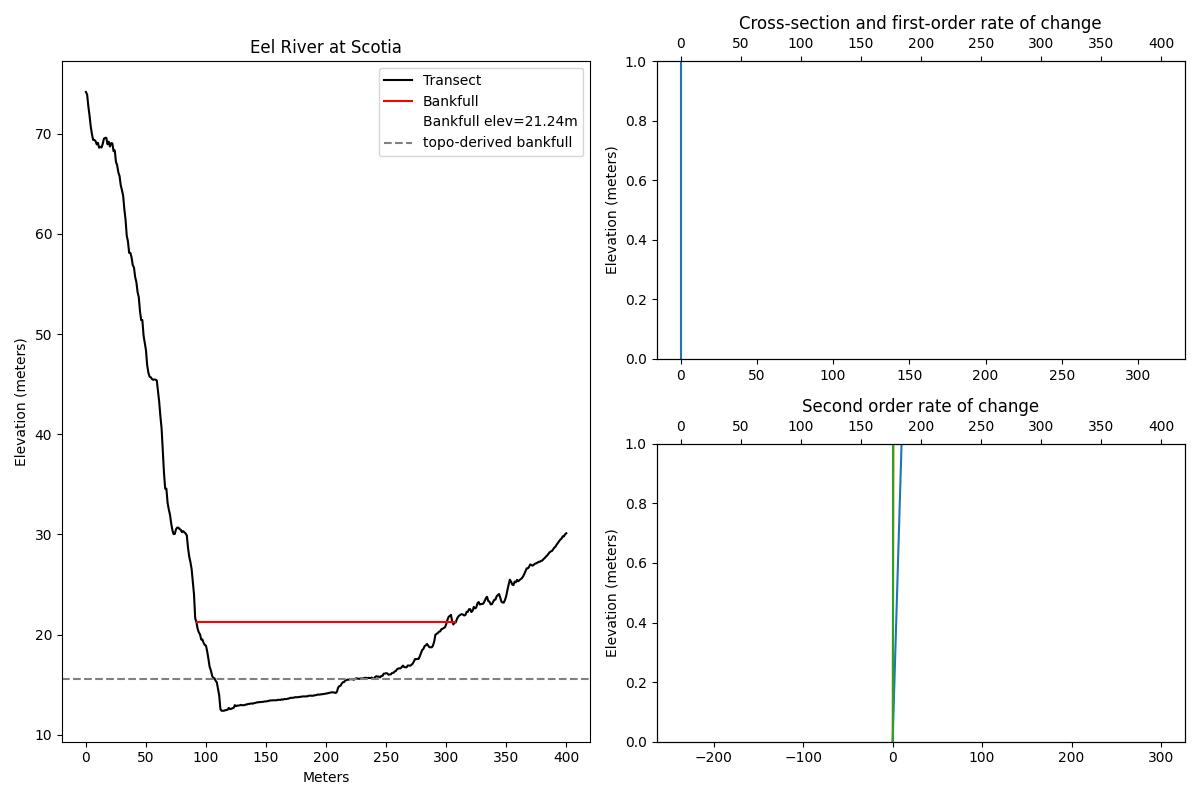 Eel River at Scotia
Transect
Bankfull
Bankfull elev=21.24m
topo-derived bankfull
Elevation (meters)
70
60
50
40
30
20
10
0 50 100 150 200 250 300 350 400
Meters
Cross-section and first-order rate of change
0 50 100 150 200 250 300 350 400
Elevation (meters)
1.0
0.8
0.6
0.4
0.2
0.0
0 50 100 150 200 250 300
Second order rate of change
0 50 100 150 200 250 300 350 400
Elevation (meters)
1.0
0.8
0.6
0.4
0.2
0.0
−200 −100 0 100 200 300